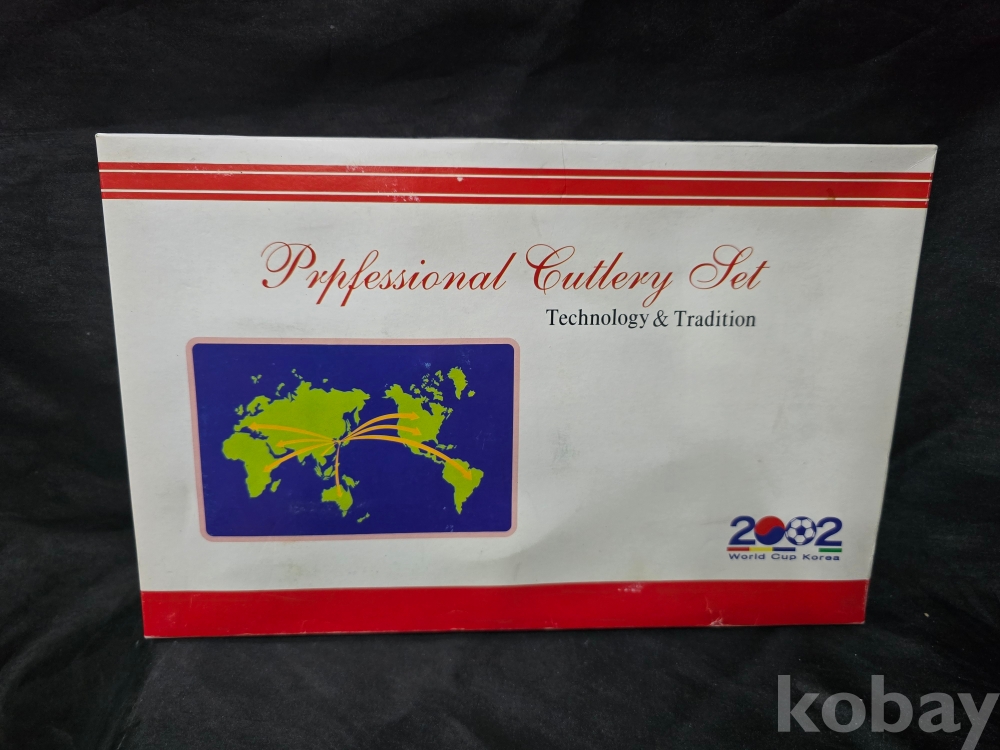 Prpfessional Cutlery Set
Technology & Tradition
2002
World Cup Korea
kobay